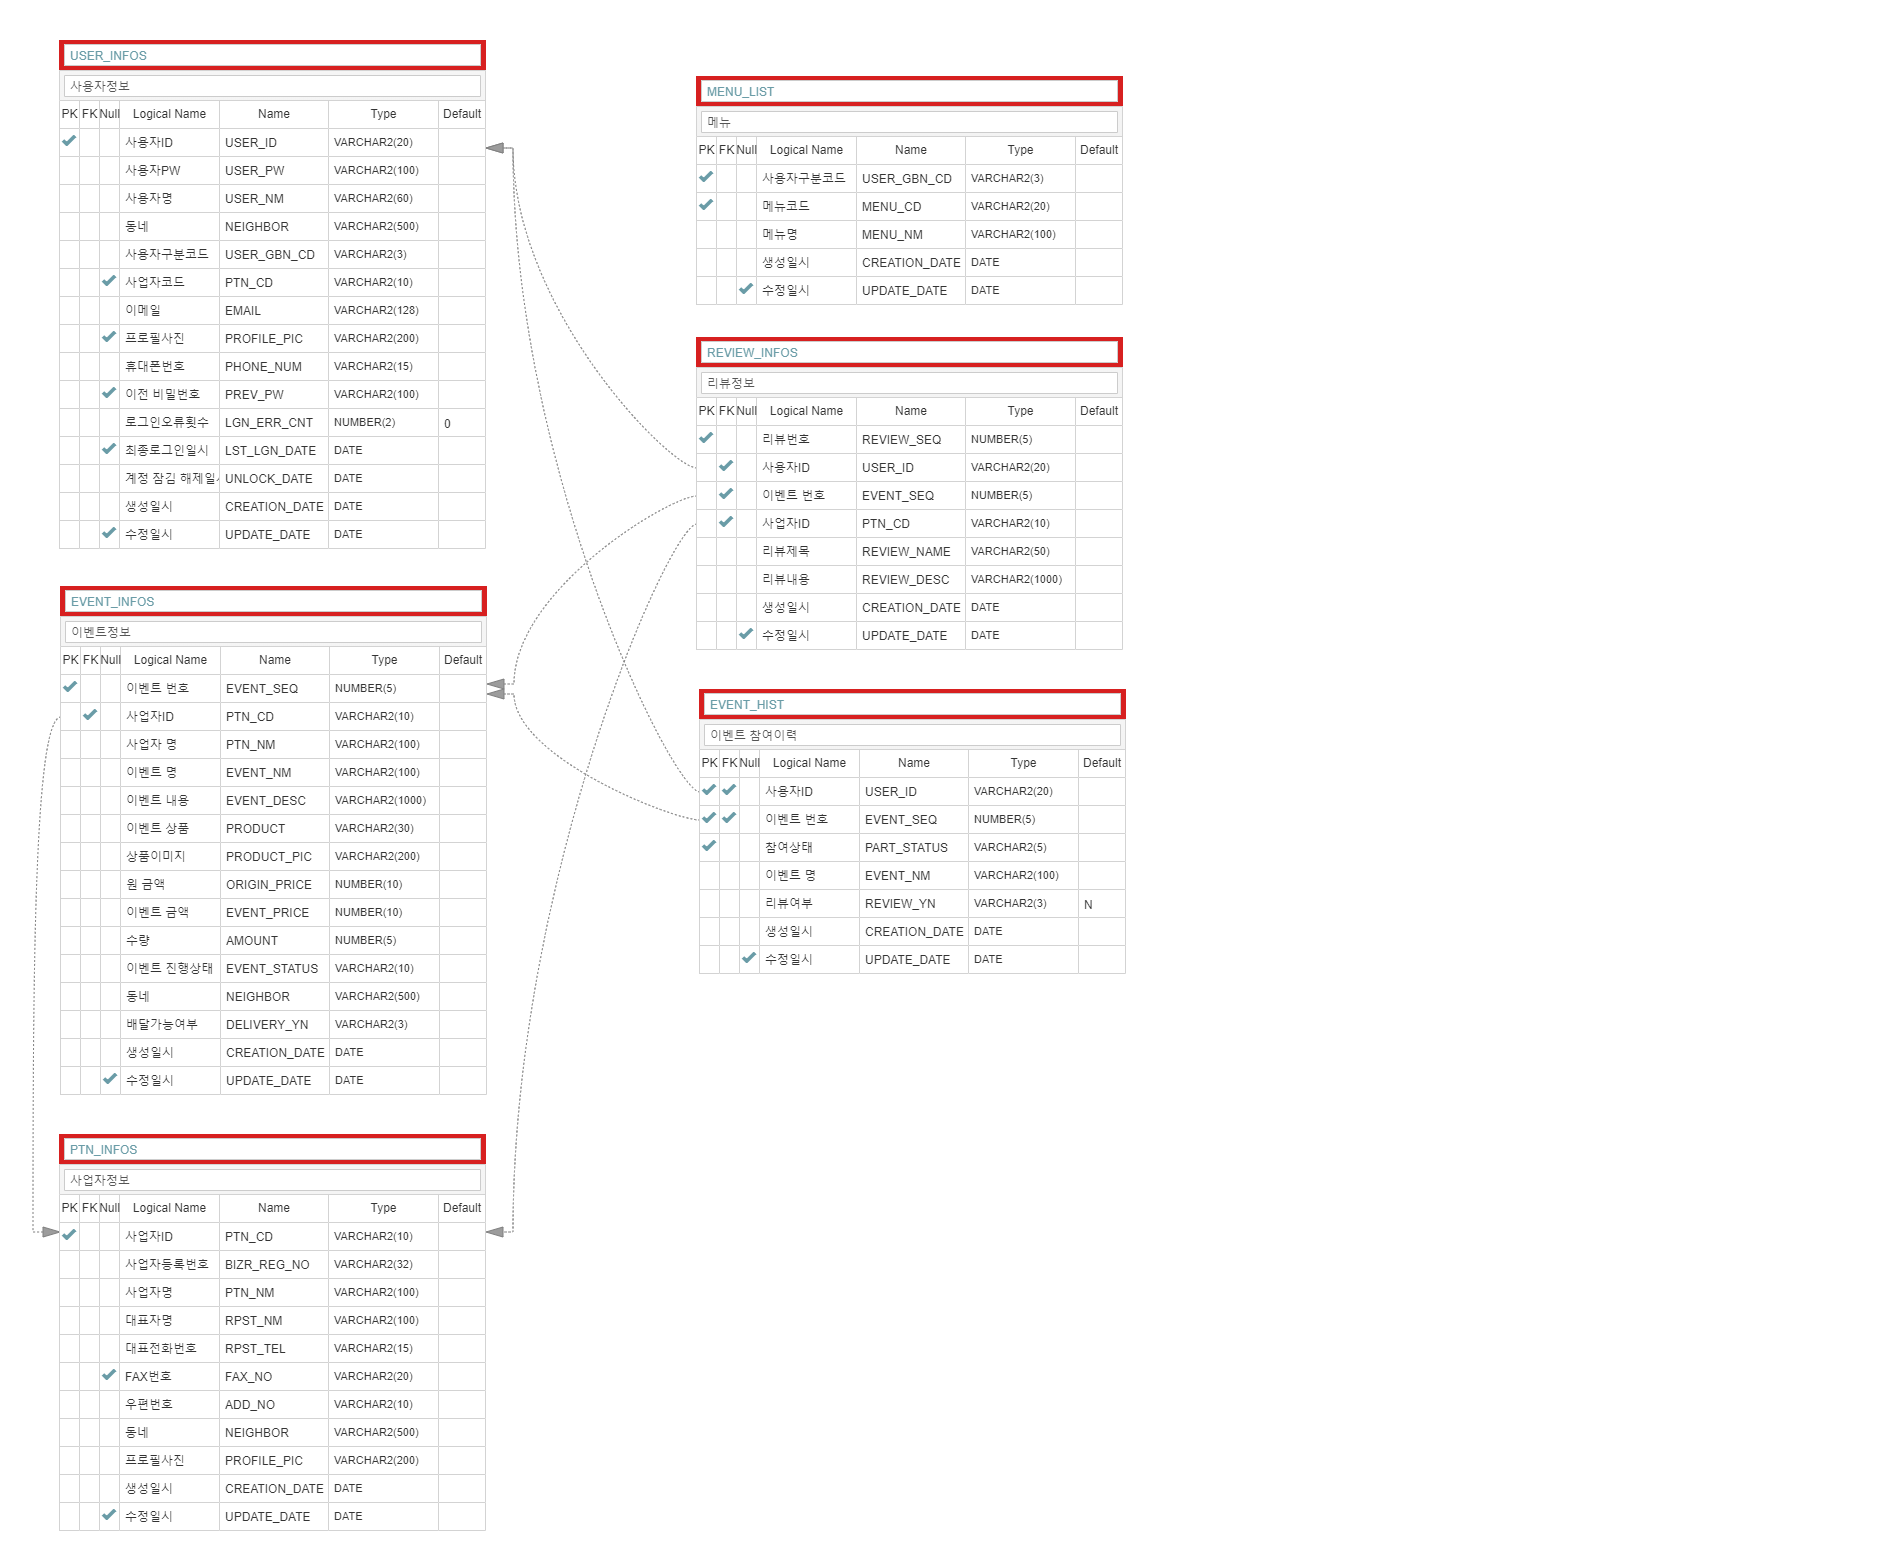 USER_INFOS
사용자정보
PK FK Null Logical Name Name Type Default
사용자ID USER_ID VARCHAR2(20)
사용자PW USER_PW VARCHAR2(100)
사용자명 USER_NM VARCHAR2(60)
동네 NEIGHBOR VARCHAR2(500)
사용자구분코드 USER_GBN_CD VARCHAR2(3)
사업자코드 PTN_CD VARCHAR2(10)
이메일 EMAIL VARCHAR2(128)
프로필사진 PROFILE_PIC VARCHAR2(200)
휴대폰번호 PHONE_NUM VARCHAR2(15)
이전 비밀번호 PREV_PW VARCHAR2(100)
로그인오류횟수 LGN_ERR_CNT NUMBER(2) 0
최종로그인일시 LST_LGN_DATE DATE
계정 잠김 해제일 UNLOCK_DATE DATE
생성일시 CREATION_DATE DATE
수정일시 UPDATE_DATE DATE
EVENT_INFOS
이벤트정보
PK FK Null Logical Name Name Type Default
이벤트 번호 EVENT_SEQ NUMBER(5)
사업자ID PTN_CD VARCHAR2(10)
사업자 명 PTN_NM VARCHAR2(100)
이벤트 명 EVENT_NM VARCHAR2(100)
이벤트 내용 EVENT_DESC VARCHAR2(1000)
이벤트 상품 PRODUCT VARCHAR2(30)
상품이미지 PRODUCT_PIC VARCHAR2(200)
원 금액 ORIGIN_PRICE NUMBER(10)
이벤트 금액 EVENT_PRICE NUMBER(10)
수량 AMOUNT NUMBER(5)
이벤트 진행상태 EVENT_STATUS VARCHAR2(10)
동네 NEIGHBOR VARCHAR2(500)
배달가능여부 DELIVERY_YN VARCHAR2(3)
생성일시 CREATION_DATE DATE
수정일시 UPDATE_DATE DATE
PTN_INFOS
사업자정보
PK FK Null Logical Name Name Type Default
사업자ID PTN_CD VARCHAR2(10)
사업자등록번호 BIZR_REG_NO VARCHAR2(32)
사업자명 PTN_NM VARCHAR2(100)
대표자명 RPST_NM VARCHAR2(100)
대표전화번호 RPST_TEL VARCHAR2(15)
FAX번호 FAX_NO VARCHAR2(20)
우편번호 ADD_NO VARCHAR2(10)
동네 NEIGHBOR VARCHAR2(500)
프로필사진 PROFILE_PIC VARCHAR2(200)
생성일시 CREATION_DATE DATE
수정일시 UPDATE_DATE DATE
MENU_LIST
메뉴
PK FK Null Logical Name Name Type Default
사용자구분코드 USER_GBN_CD VARCHAR2(3)
메뉴코드 MENU_CD VARCHAR2(20)
메뉴명 MENU_NM VARCHAR2(100)
생성일시 CREATION_DATE DATE
수정일시 UPDATE_DATE DATE
REVIEW_INFOS
리뷰정보
PK FK Null Logical Name Name Type Default
리뷰번호 REVIEW_SEQ NUMBER(5)
사용자ID USER_ID VARCHAR2(20)
이벤트 번호 EVENT_SEQ NUMBER(5)
사업자ID PTN_CD VARCHAR2(10)
리뷰제목 REVIEW_NAME VARCHAR2(50)
리뷰내용 REVIEW_DESC VARCHAR2(1000)
생성일시 CREATION_DATE DATE
수정일시 UPDATE_DATE DATE
EVENT_HIST
이벤트 참여이력
PK FK Null Logical Name Name Type Default
사용자ID USER_ID VARCHAR2(20)
이벤트 번호 EVENT_SEQ NUMBER(5)
참여상태 PART_STATUS VARCHAR2(5)
이벤트 명 EVENT_NM VARCHAR2(100)
리뷰여부 REVIEW_YN VARCHAR2(3) N
생성일시 CREATION_DATE DATE
수정일시 UPDATE_DATE DATE